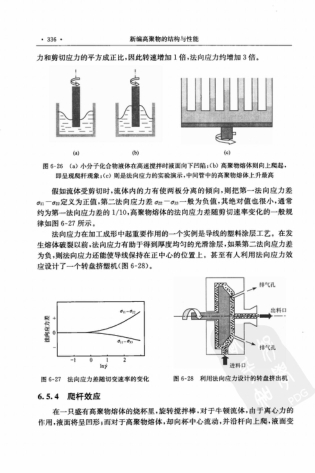 · 336 ·
新编高聚物的结构与性能
力和剪切应力的平方成正比,因此转速增加 1 倍,法向应力约增加 3 倍。
(a)
(b)
(c)
图 6-26 (a) 小分子化合物液体在高速搅拌时液面向下凹陷;(b) 高聚物熔体则向上爬起,
即呈现爬杆现象;(c) 则是法向应力的实验演示,中间管中的高聚物熔体上升最高
假如流体受剪切时,流体内的力有使两板分离的倾向,则把第一法向应力差
σ₁₁－σ₂₂ 定义为正值,第二法向应力差 σ₂₂－σ₃₃ 一般为负值,其绝对值也很小,通常
约为第一法向应力差的 1/10,高聚物熔体的法向应力差随剪切速率变化的一般规
律如图 6-27 所示。
法向应力在加工成形中起重要作用的一个实例是导线的塑料涂层工艺。在发
生熔体破裂以前,法向应力有助于得到厚度均匀的光滑涂层,如果第二法向应力差
为负,则法向应力还能使导线保持在正中心的位置上。甚至有人利用法向应力效
应设计了一个转盘挤塑机(图 6-28)。
法向应力差
+
0
-
σ₁₁－σ₂₂
-1 0 1 2
lnγ̇
排气孔
出料口
排气孔
进料口
图 6-27 法向应力差随切变速率的变化
图 6-28 利用法向应力设计的转盘挤出机
6.5.4 爬杆效应
在一只盛有高聚物熔体的烧杯里,旋转搅拌棒,对于牛顿流体,由于离心力的
作用,液面将呈凹形;而对于高聚物熔体,却向杯中心流动,并沿杆向上爬,液面变